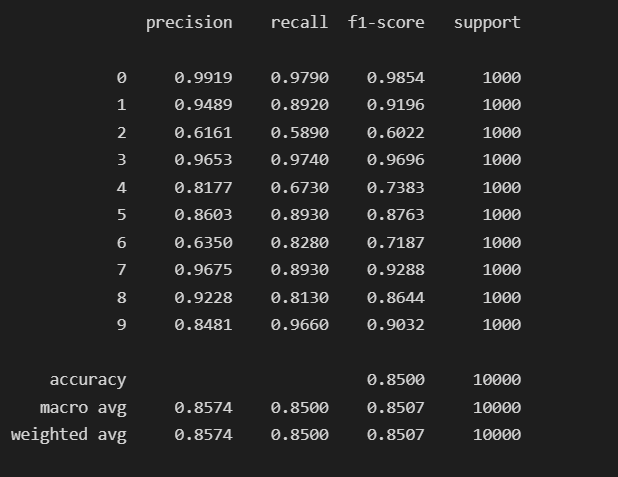 precision recall f1-score support
0 0.9919 0.9790 0.9854 1000
1 0.9489 0.8920 0.9196 1000
2 0.6161 0.5890 0.6022 1000
3 0.9653 0.9740 0.9696 1000
4 0.8177 0.6730 0.7383 1000
5 0.8603 0.8930 0.8763 1000
6 0.6350 0.8280 0.7187 1000
7 0.9675 0.8930 0.9288 1000
8 0.9228 0.8130 0.8644 1000
9 0.8481 0.9660 0.9032 1000
accuracy 0.8500 10000
macro avg 0.8574 0.8500 0.8507 10000
weighted avg 0.8574 0.8500 0.8507 10000